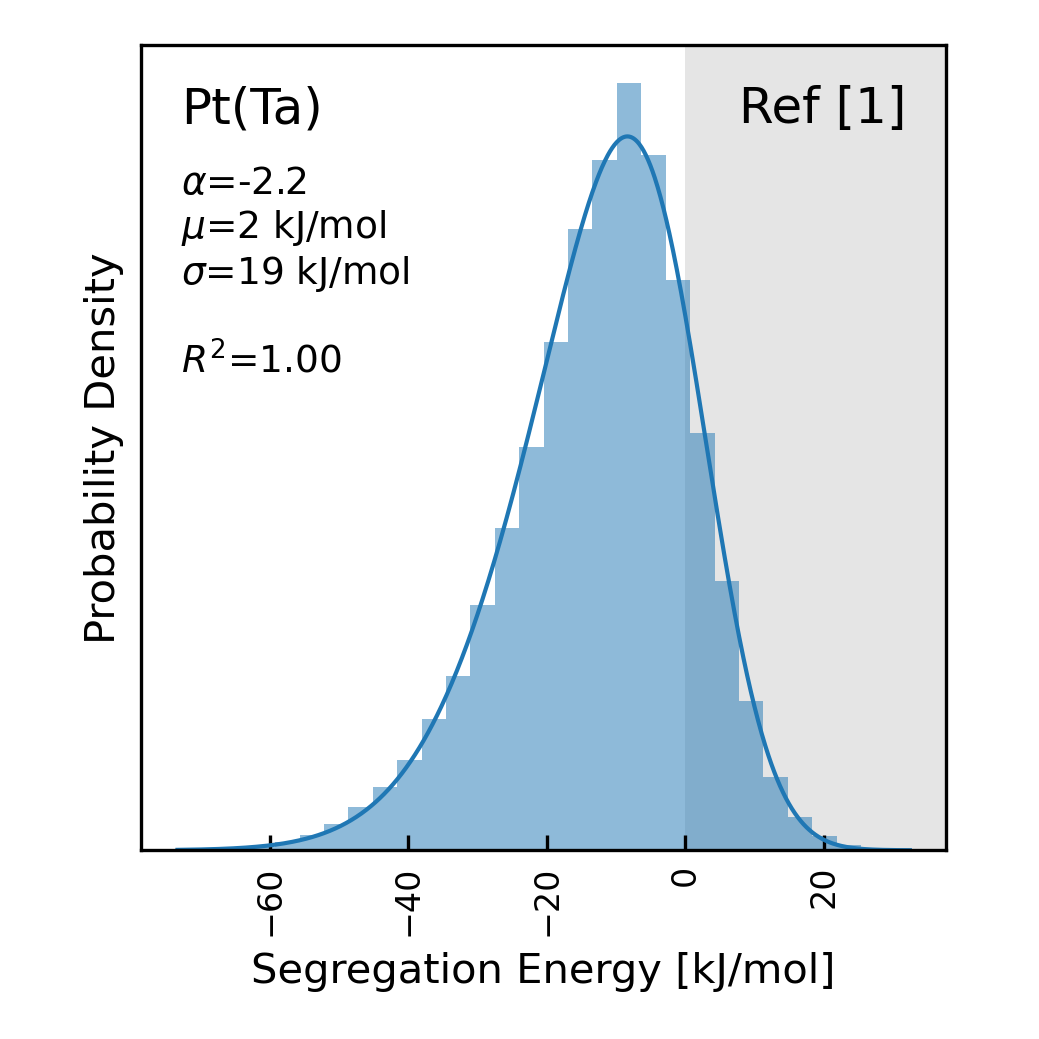 Pt(Ta)
Ref [1]
α=-2.2
μ=2 kJ/mol
σ=19 kJ/mol
R²=1.00
Probability Density
−60
−40
−20
0
20
Segregation Energy [kJ/mol]